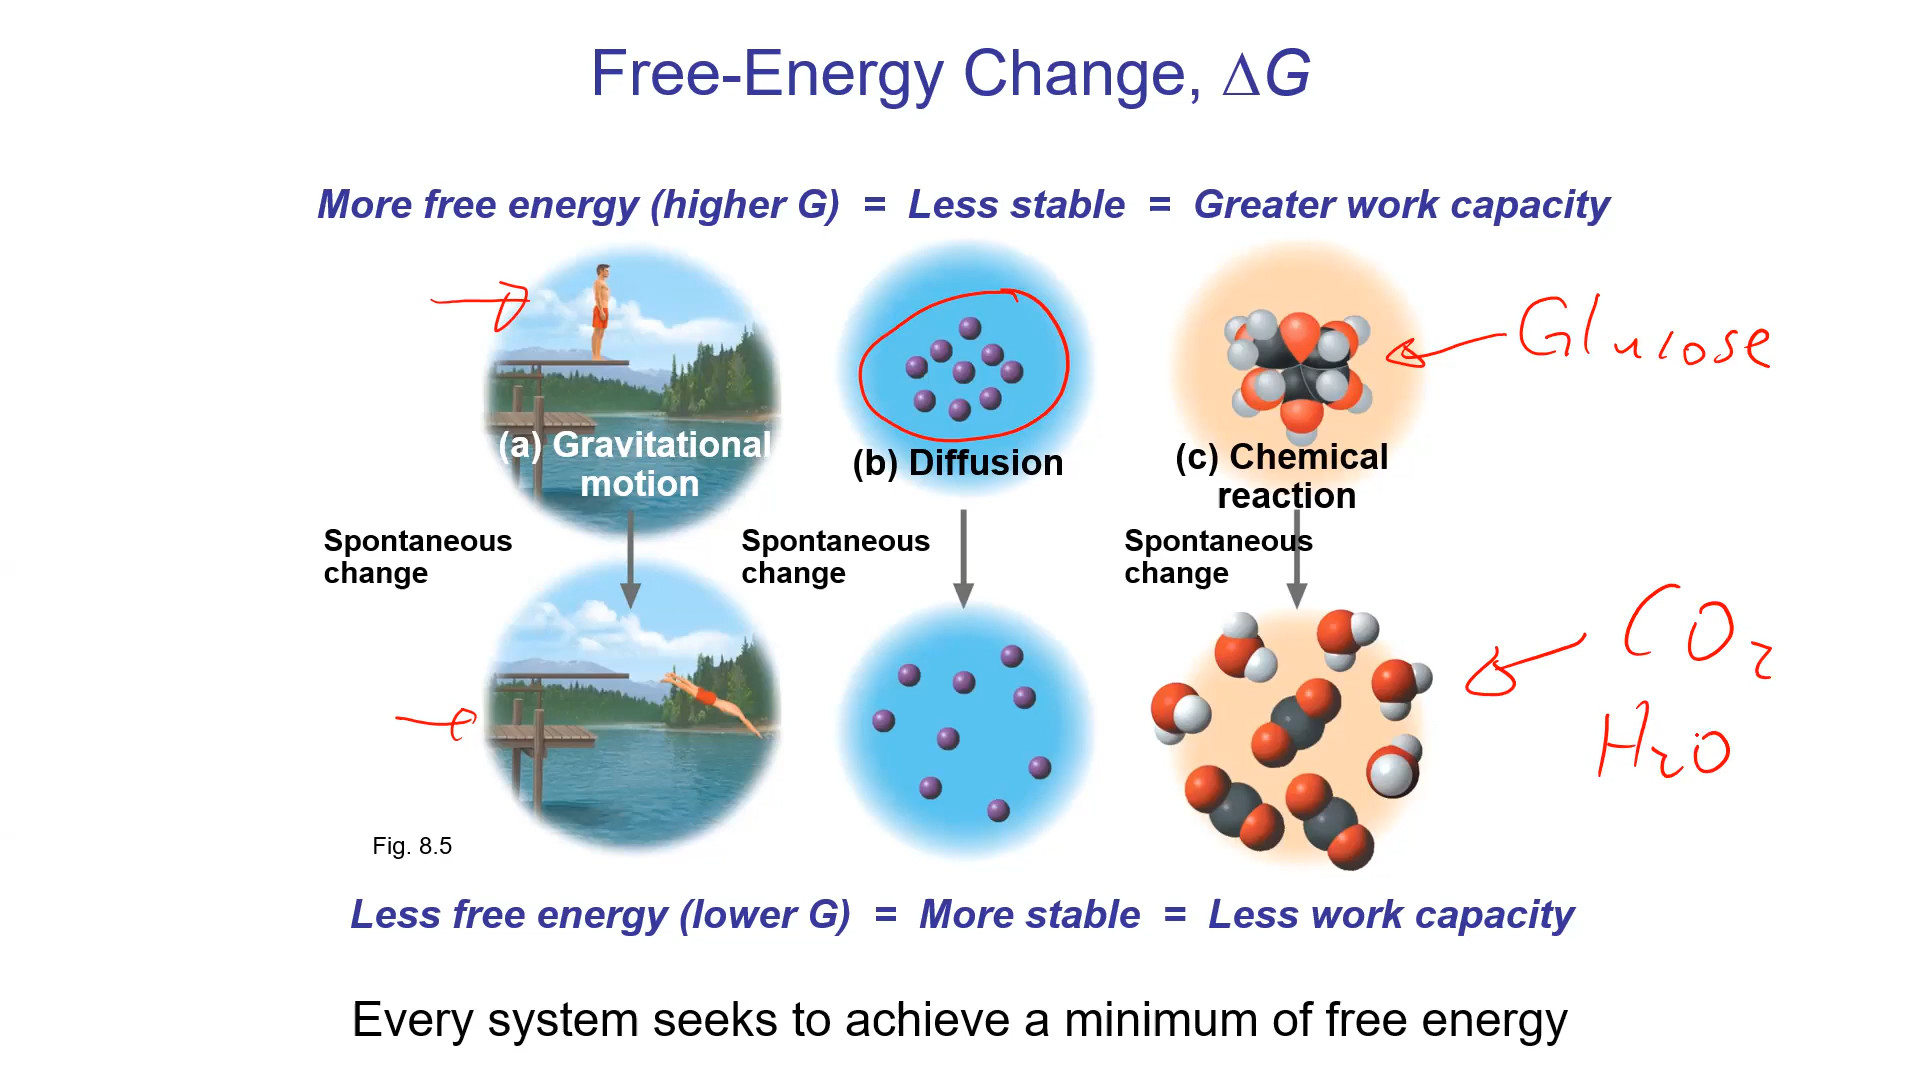 Free-Energy Change, ΔG
More free energy (higher G) = Less stable = Greater work capacity
Glucose
(a) Gravitational
motion
(b) Diffusion
(c) Chemical
reaction
Spontaneous
change
Spontaneous
change
Spontaneous
change
CO₂
H₂O
Fig. 8.5
Less free energy (lower G) = More stable = Less work capacity
Every system seeks to achieve a minimum of free energy